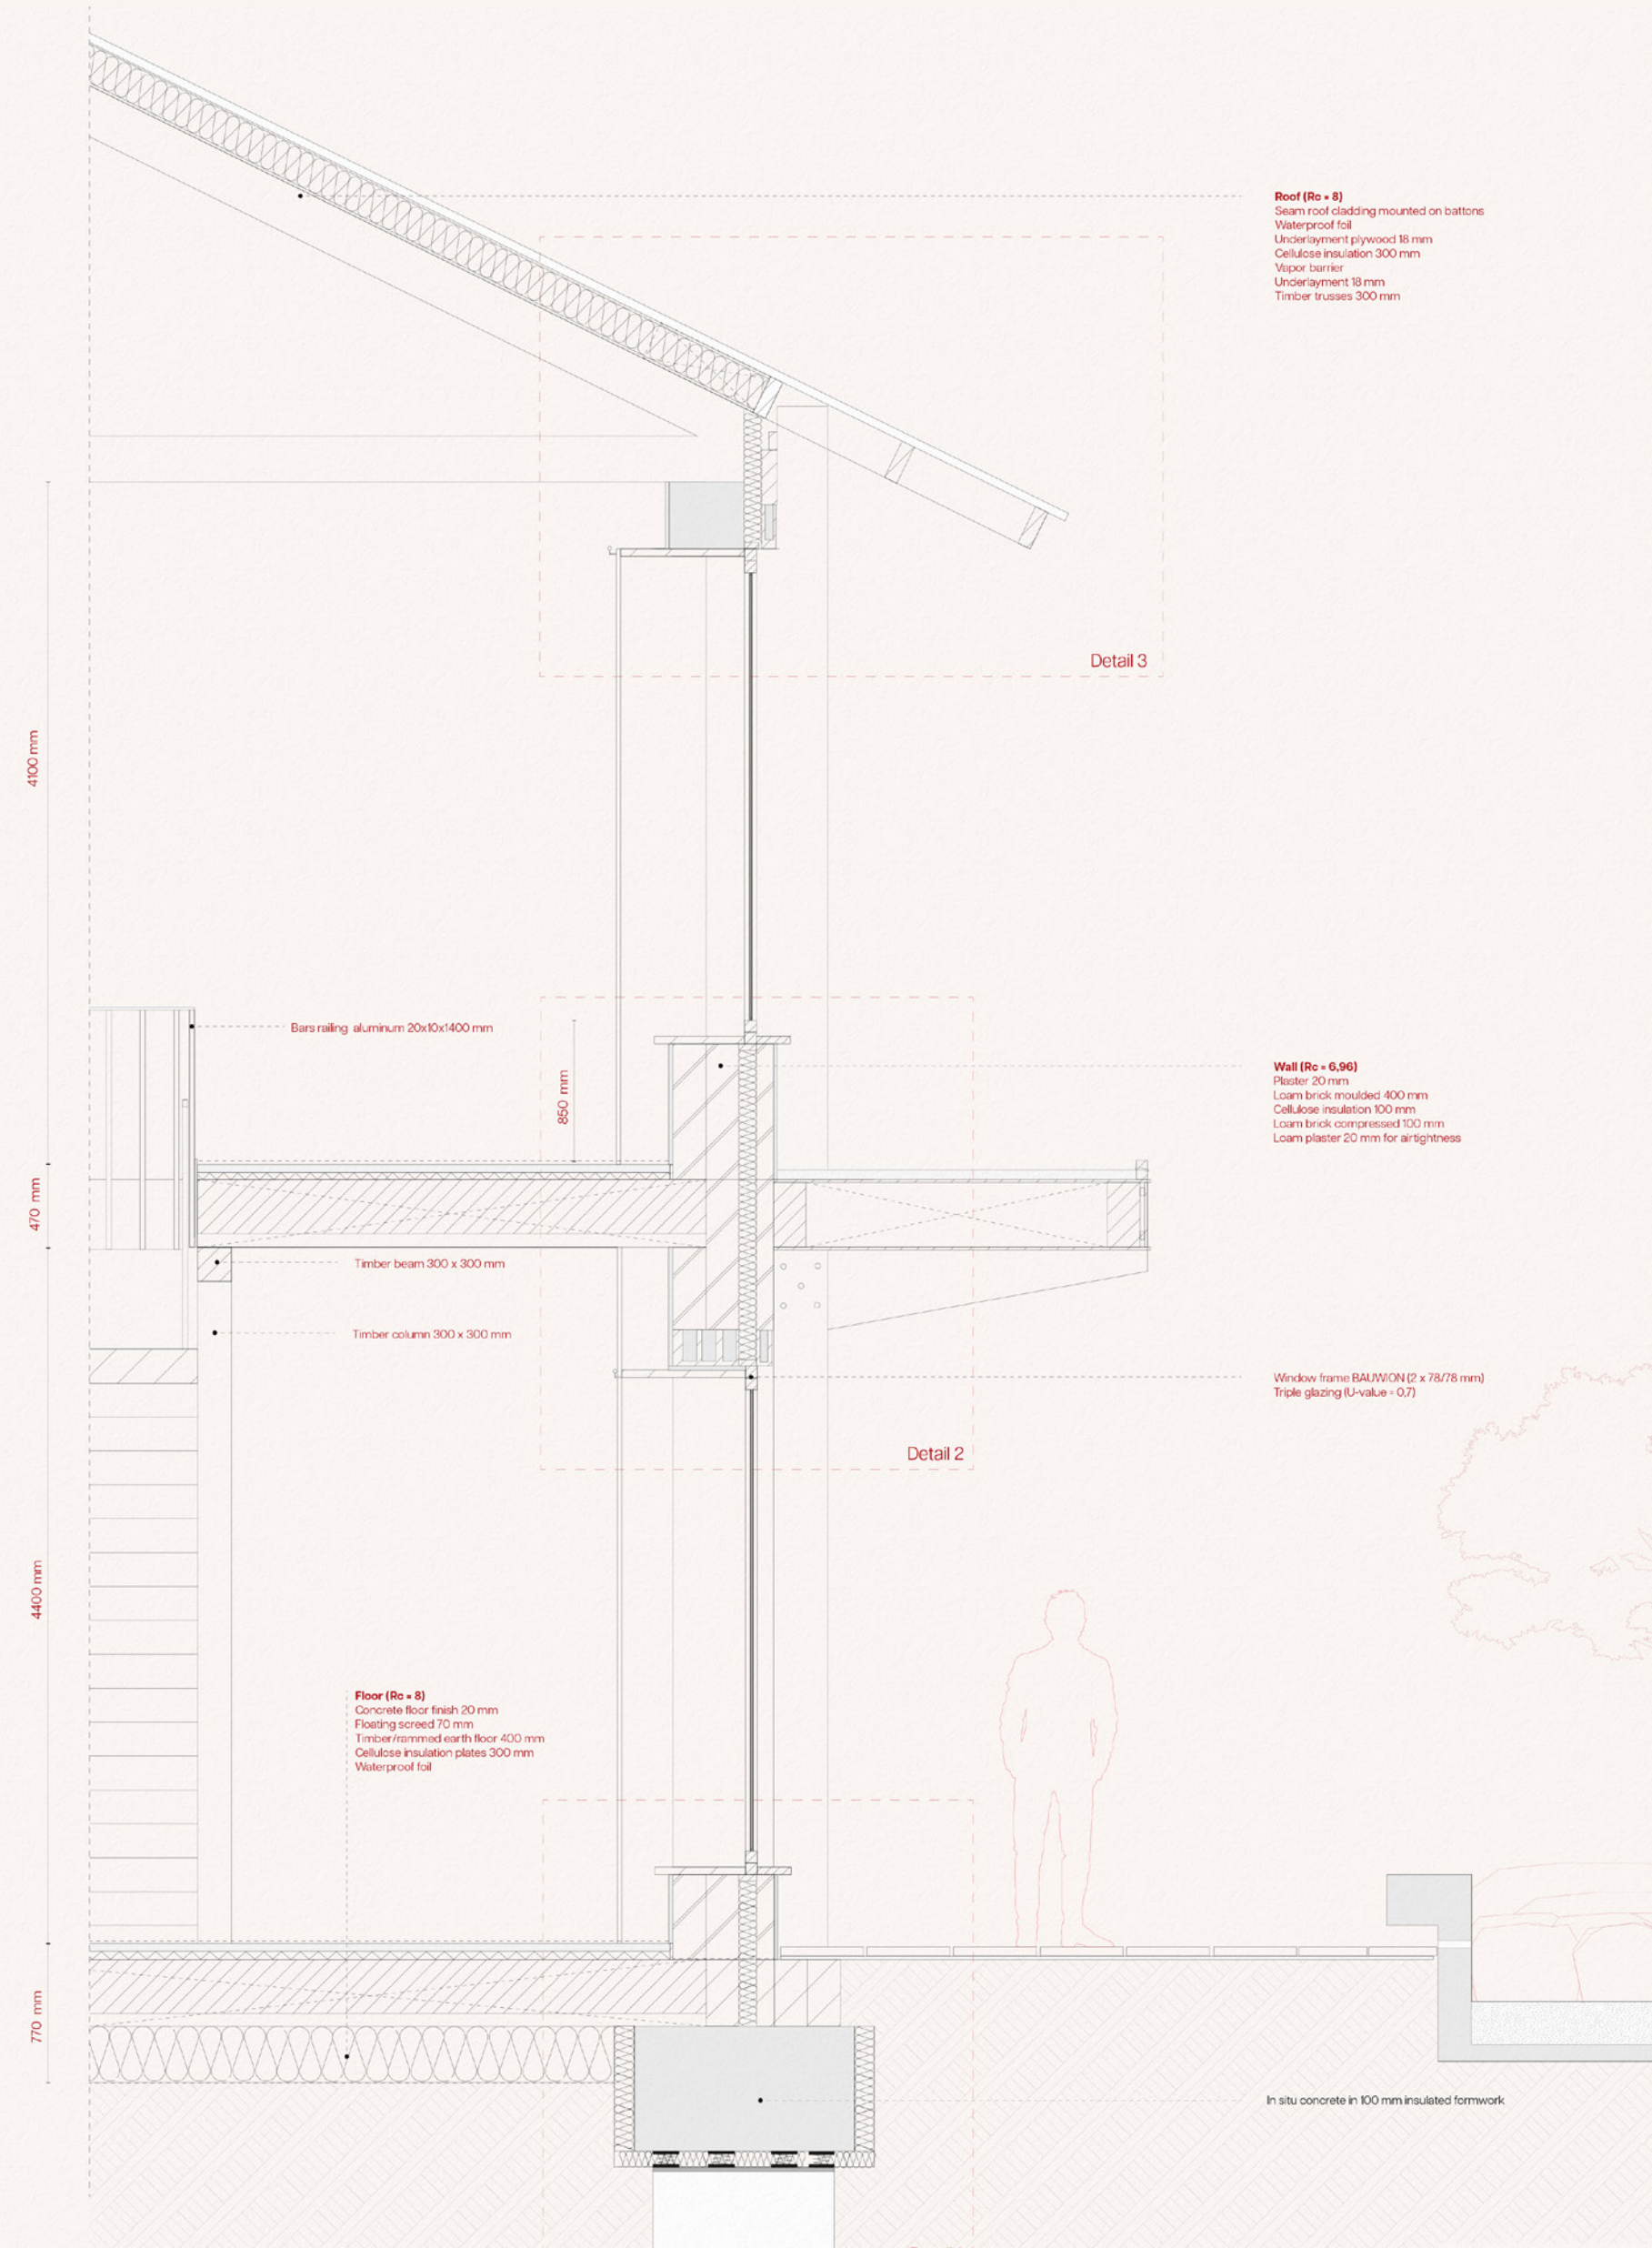 Roof (Rc = 8)
Seam roof cladding mounted on battons
Waterproof foil
Underlayment plywood 18 mm
Cellulose insulation 300 mm
Vapor barrier
Underlayment 18 mm
Timber trusses 300 mm
Detail 3
4100 mm
Bars railing aluminum 20x10x1400 mm
850 mm
Wall (Rc = 6,96)
Plaster 20 mm
Loam brick moulded 400 mm
Cellulose insulation 100 mm
Loam brick compressed 100 mm
Loam plaster 20 mm for airtightness
470 mm
Timber beam 300 x 300 mm
Timber column 300 x 300 mm
Window frame BAUWION (2 x 78/78 mm)
Triple glazing (U-value = 0,7)
Detail 2
4400 mm
Floor (Rc = 8)
Concrete floor finish 20 mm
Floating screed 70 mm
Timber/rammed earth floor 400 mm
Cellulose insulation plates 300 mm
Waterproof foil
770 mm
In situ concrete in 100 mm insulated formwork